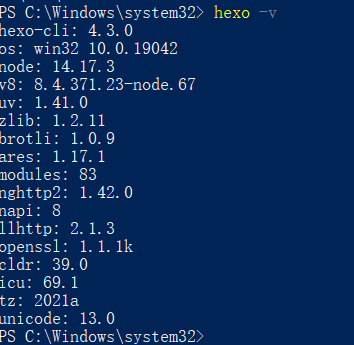 PS C:\Windows\system32> hexo -v
hexo-cli: 4.3.0
os: win32 10.0.19042
node: 14.17.3
v8: 8.4.371.23-node.67
uv: 1.41.0
zlib: 1.2.11
brotli: 1.0.9
ares: 1.17.1
modules: 83
nghttp2: 1.42.0
napi: 8
llhttp: 2.1.3
openssl: 1.1.1k
cldr: 39.0
icu: 69.1
tz: 2021a
unicode: 13.0
PS C:\Windows\system32>